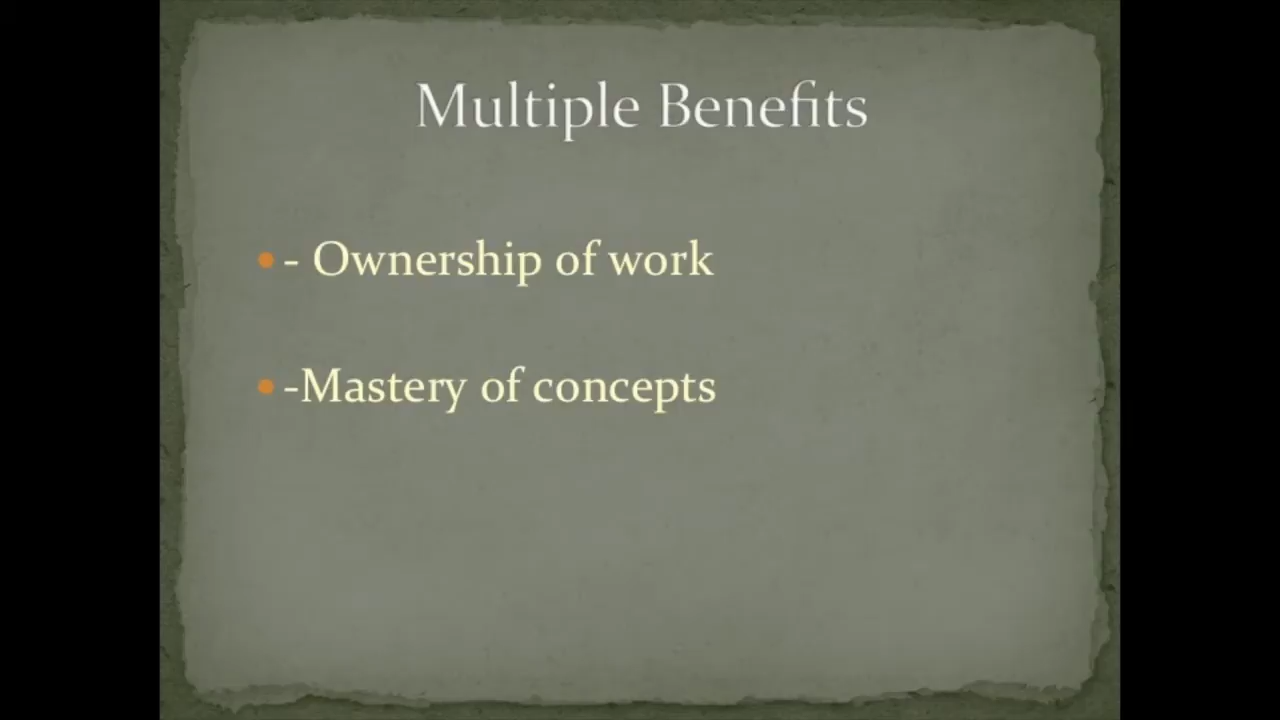 Multiple Benefits
• - Ownership of work
• -Mastery of concepts